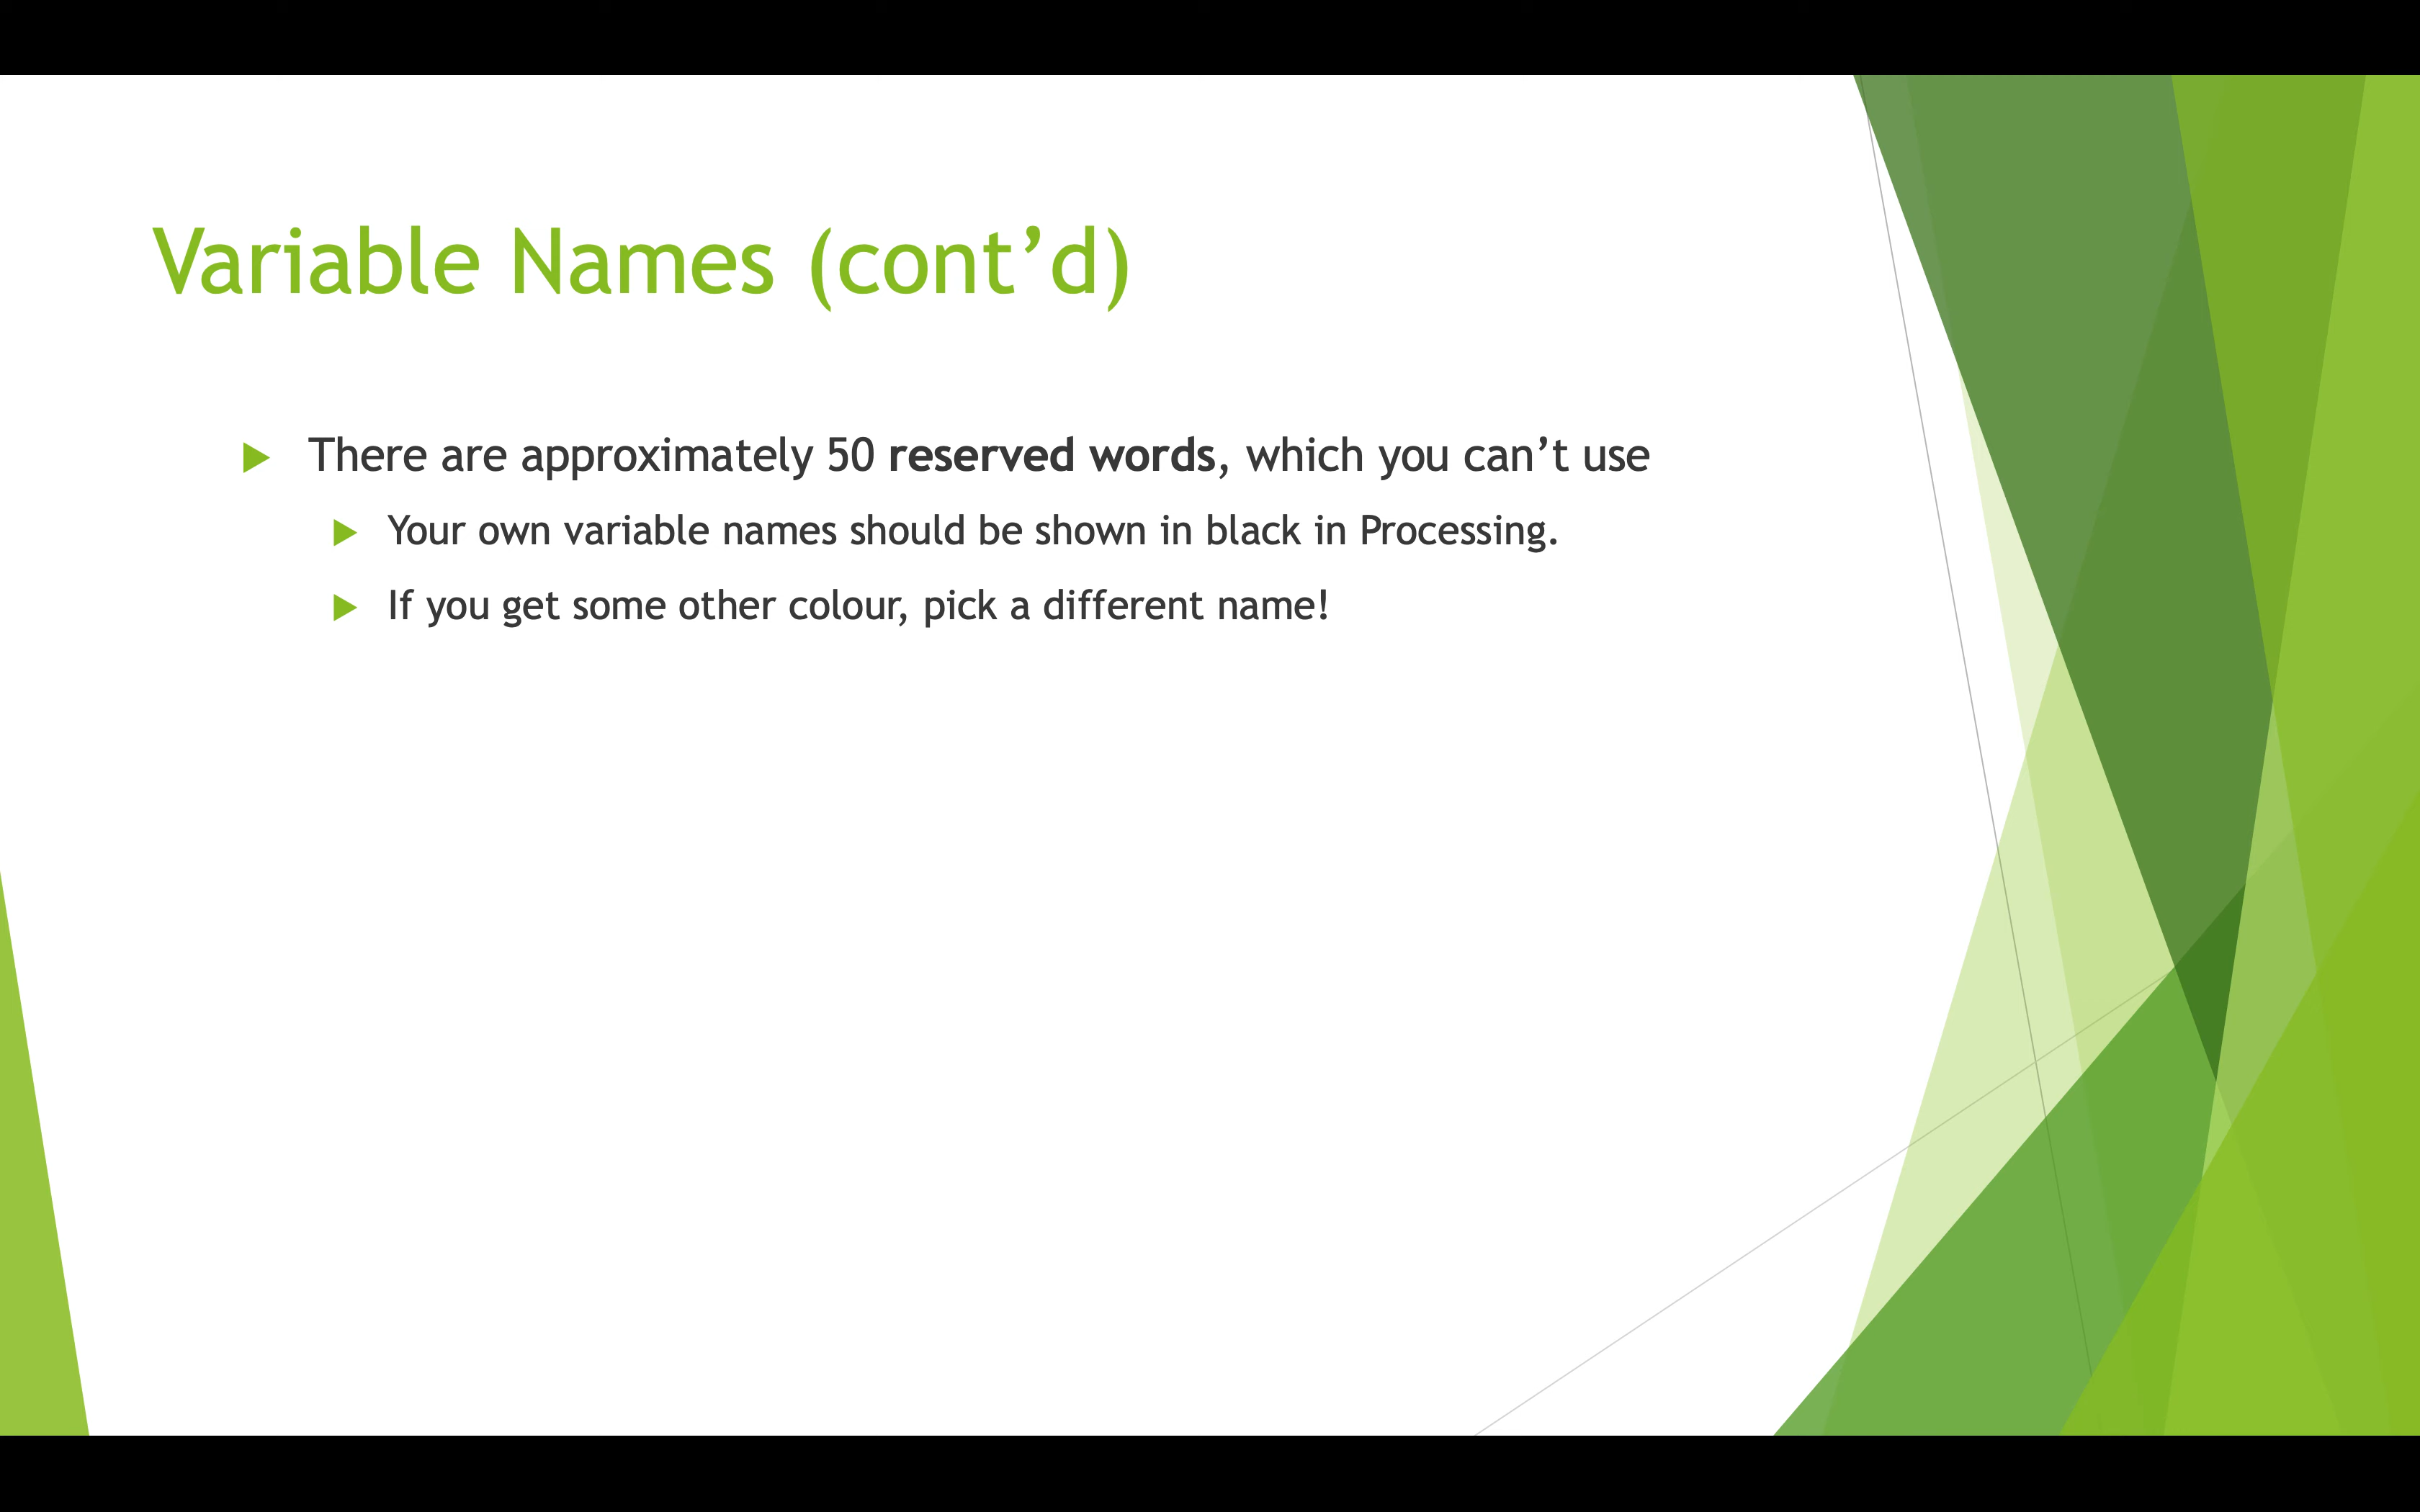 Variable Names (cont’d)
There are approximately 50 reserved words, which you can’t use
Your own variable names should be shown in black in Processing.
If you get some other colour, pick a different name!